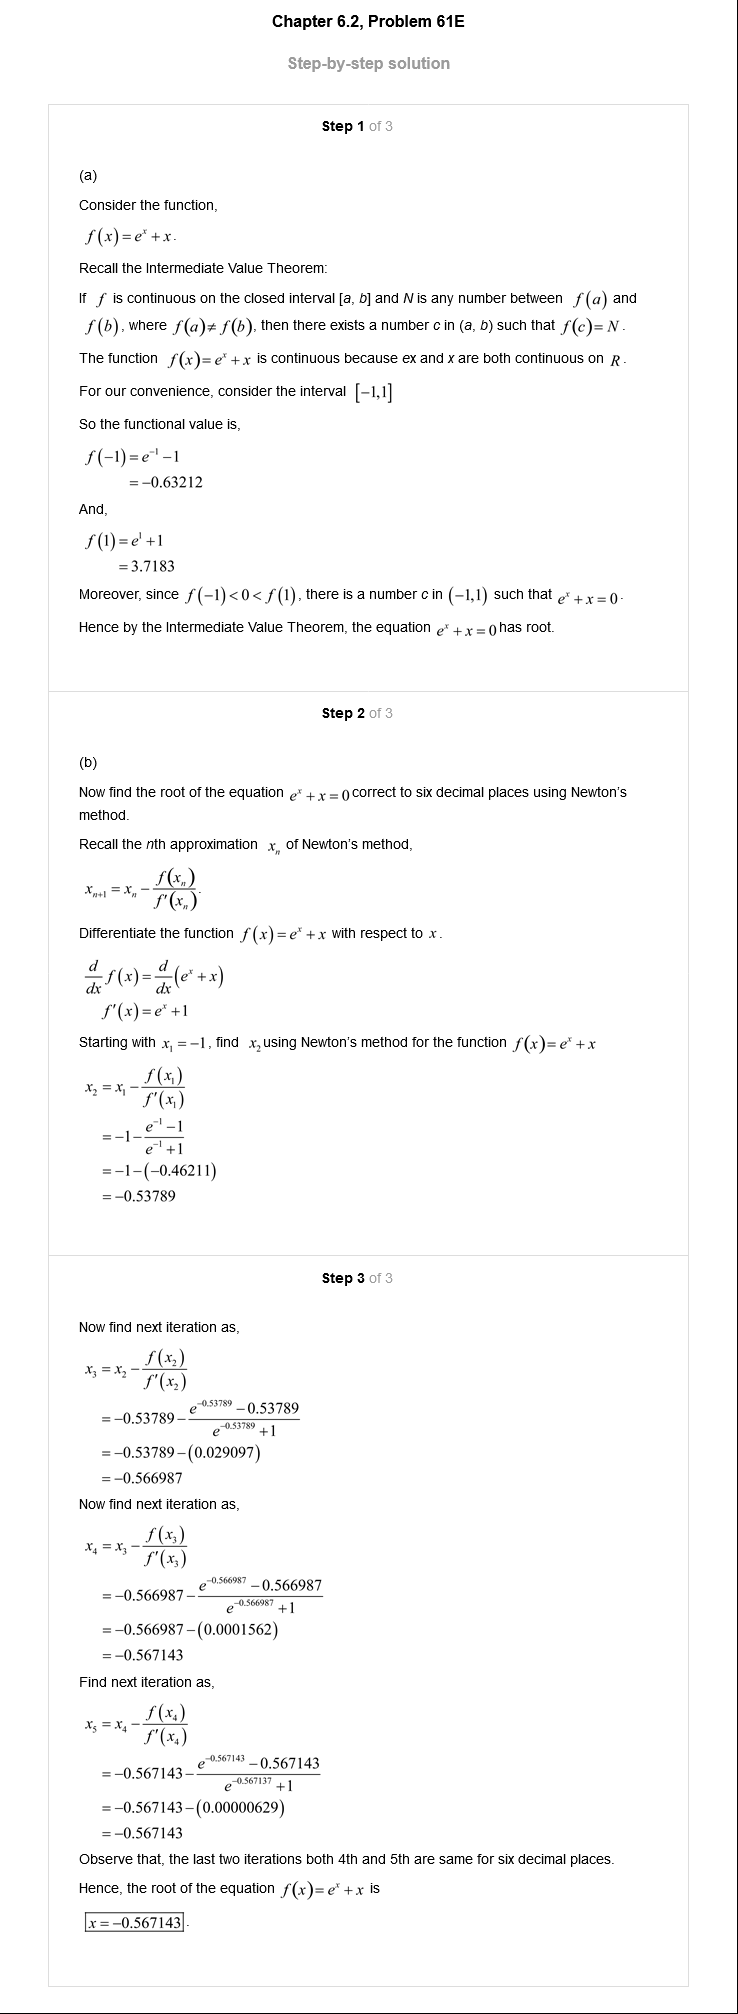 Chapter 6.2, Problem 61E
Step-by-step solution
Step 1 of 3
(a)
Consider the function,
f(x) = e^x + x.
Recall the Intermediate Value Theorem:
If f is continuous on the closed interval [a, b] and N is any number between f(a) and
f(b), where f(a) ≠ f(b), then there exists a number c in (a, b) such that f(c) = N.
The function f(x) = e^x + x is continuous because ex and x are both continuous on R.
For our convenience, consider the interval [−1,1]
So the functional value is,
f(−1) = e^−1 −1
= −0.63212
And,
f(1) = e^1 + 1
= 3.7183
Moreover, since f(−1) < 0 < f(1), there is a number c in (−1,1) such that e^x + x = 0.
Hence by the Intermediate Value Theorem, the equation e^x + x = 0 has root.
Step 2 of 3
(b)
Now find the root of the equation e^x + x = 0 correct to six decimal places using Newton's
method.
Recall the nth approximation x_n of Newton's method,
x_{n+1} = x_n − f(x_n)/f′(x_n).
Differentiate the function f(x) = e^x + x with respect to x.
d/dx f(x) = d/dx (e^x + x)
f′(x) = e^x + 1
Starting with x_1 = −1, find x_2 using Newton's method for the function f(x) = e^x + x
x_2 = x_1 − f(x_1)/f′(x_1)
= −1 − (e^−1 − 1)/(e^−1 + 1)
= −1 − (−0.46211)
= −0.53789
Step 3 of 3
Now find next iteration as,
x_3 = x_2 − f(x_2)/f′(x_2)
= −0.53789 − (e^−0.53789 − 0.53789)/(e^−0.53789 + 1)
= −0.53789 − (0.029097)
= −0.566987
Now find next iteration as,
x_4 = x_3 − f(x_3)/f′(x_3)
= −0.566987 − (e^−0.566987 − 0.566987)/(e^−0.566987 + 1)
= −0.566987 − (0.0001562)
= −0.567143
Find next iteration as,
x_5 = x_4 − f(x_4)/f′(x_4)
= −0.567143 − (e^−0.567143 − 0.567143)/(e^−0.567137 + 1)
= −0.567143 − (0.00000629)
= −0.567143
Observe that, the last two iterations both 4th and 5th are same for six decimal places.
Hence, the root of the equation f(x) = e^x + x is
x = −0.567143.